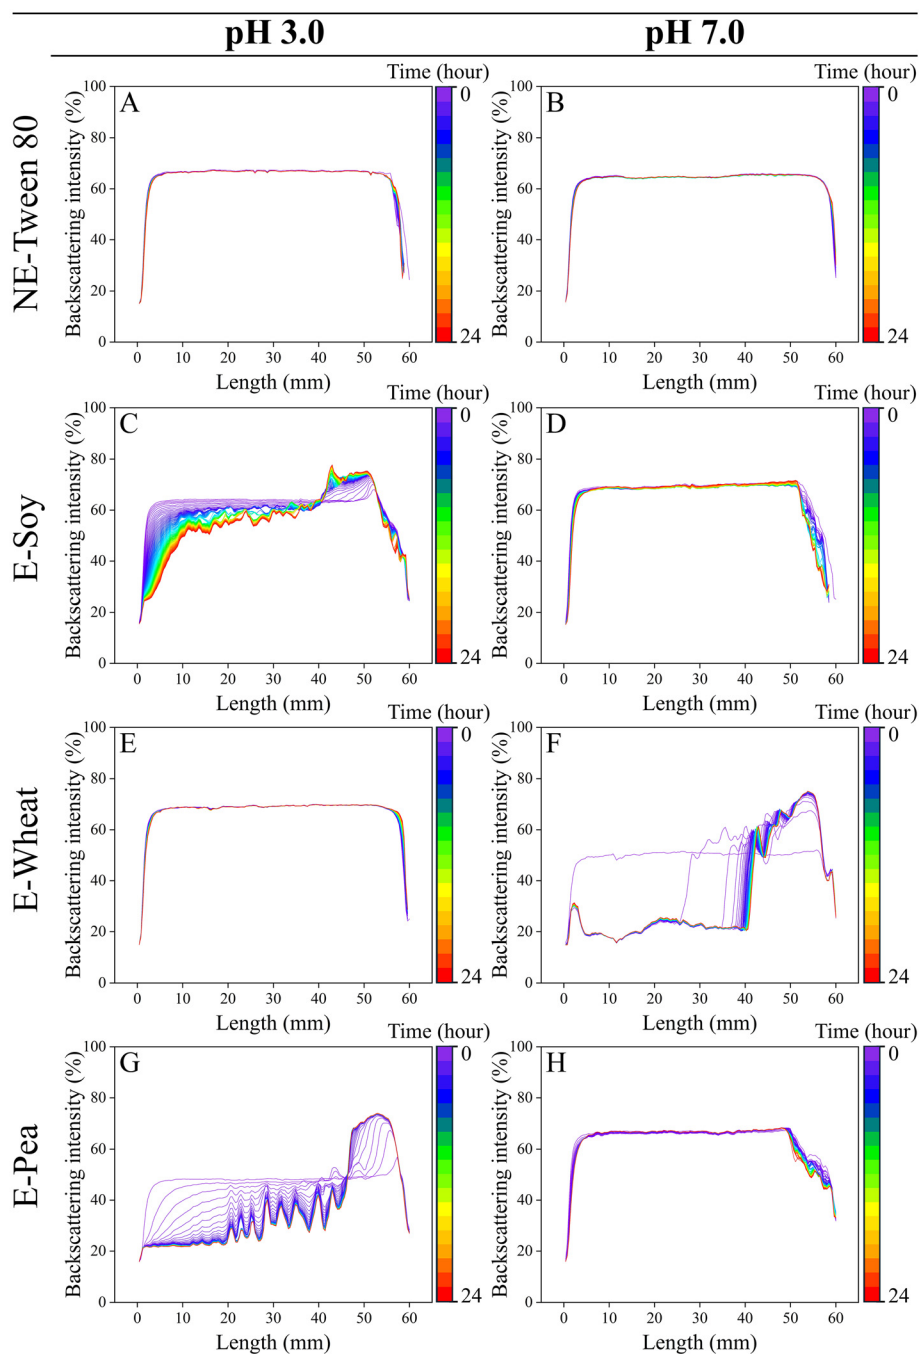 pH 3.0 pH 7.0
NE-Tween 80
Time (hour)
A
0
24
Backscattering intensity (%)
100
80
60
40
20
0
0 10 20 30 40 50 60
Length (mm)
Time (hour)
B
0
24
Backscattering intensity (%)
100
80
60
40
20
0
0 10 20 30 40 50 60
Length (mm)
E-Soy
Time (hour)
C
0
24
Backscattering intensity (%)
100
80
60
40
20
0
0 10 20 30 40 50 60
Length (mm)
Time (hour)
D
0
24
Backscattering intensity (%)
100
80
60
40
20
0
0 10 20 30 40 50 60
Length (mm)
E-Wheat
Time (hour)
E
0
24
Backscattering intensity (%)
100
80
60
40
20
0
0 10 20 30 40 50 60
Length (mm)
Time (hour)
F
0
24
Backscattering intensity (%)
100
80
60
40
20
0
0 10 20 30 40 50 60
Length (mm)
E-Pea
Time (hour)
G
0
24
Backscattering intensity (%)
100
80
60
40
20
0
0 10 20 30 40 50 60
Length (mm)
Time (hour)
H
0
24
Backscattering intensity (%)
100
80
60
40
20
0
0 10 20 30 40 50 60
Length (mm)